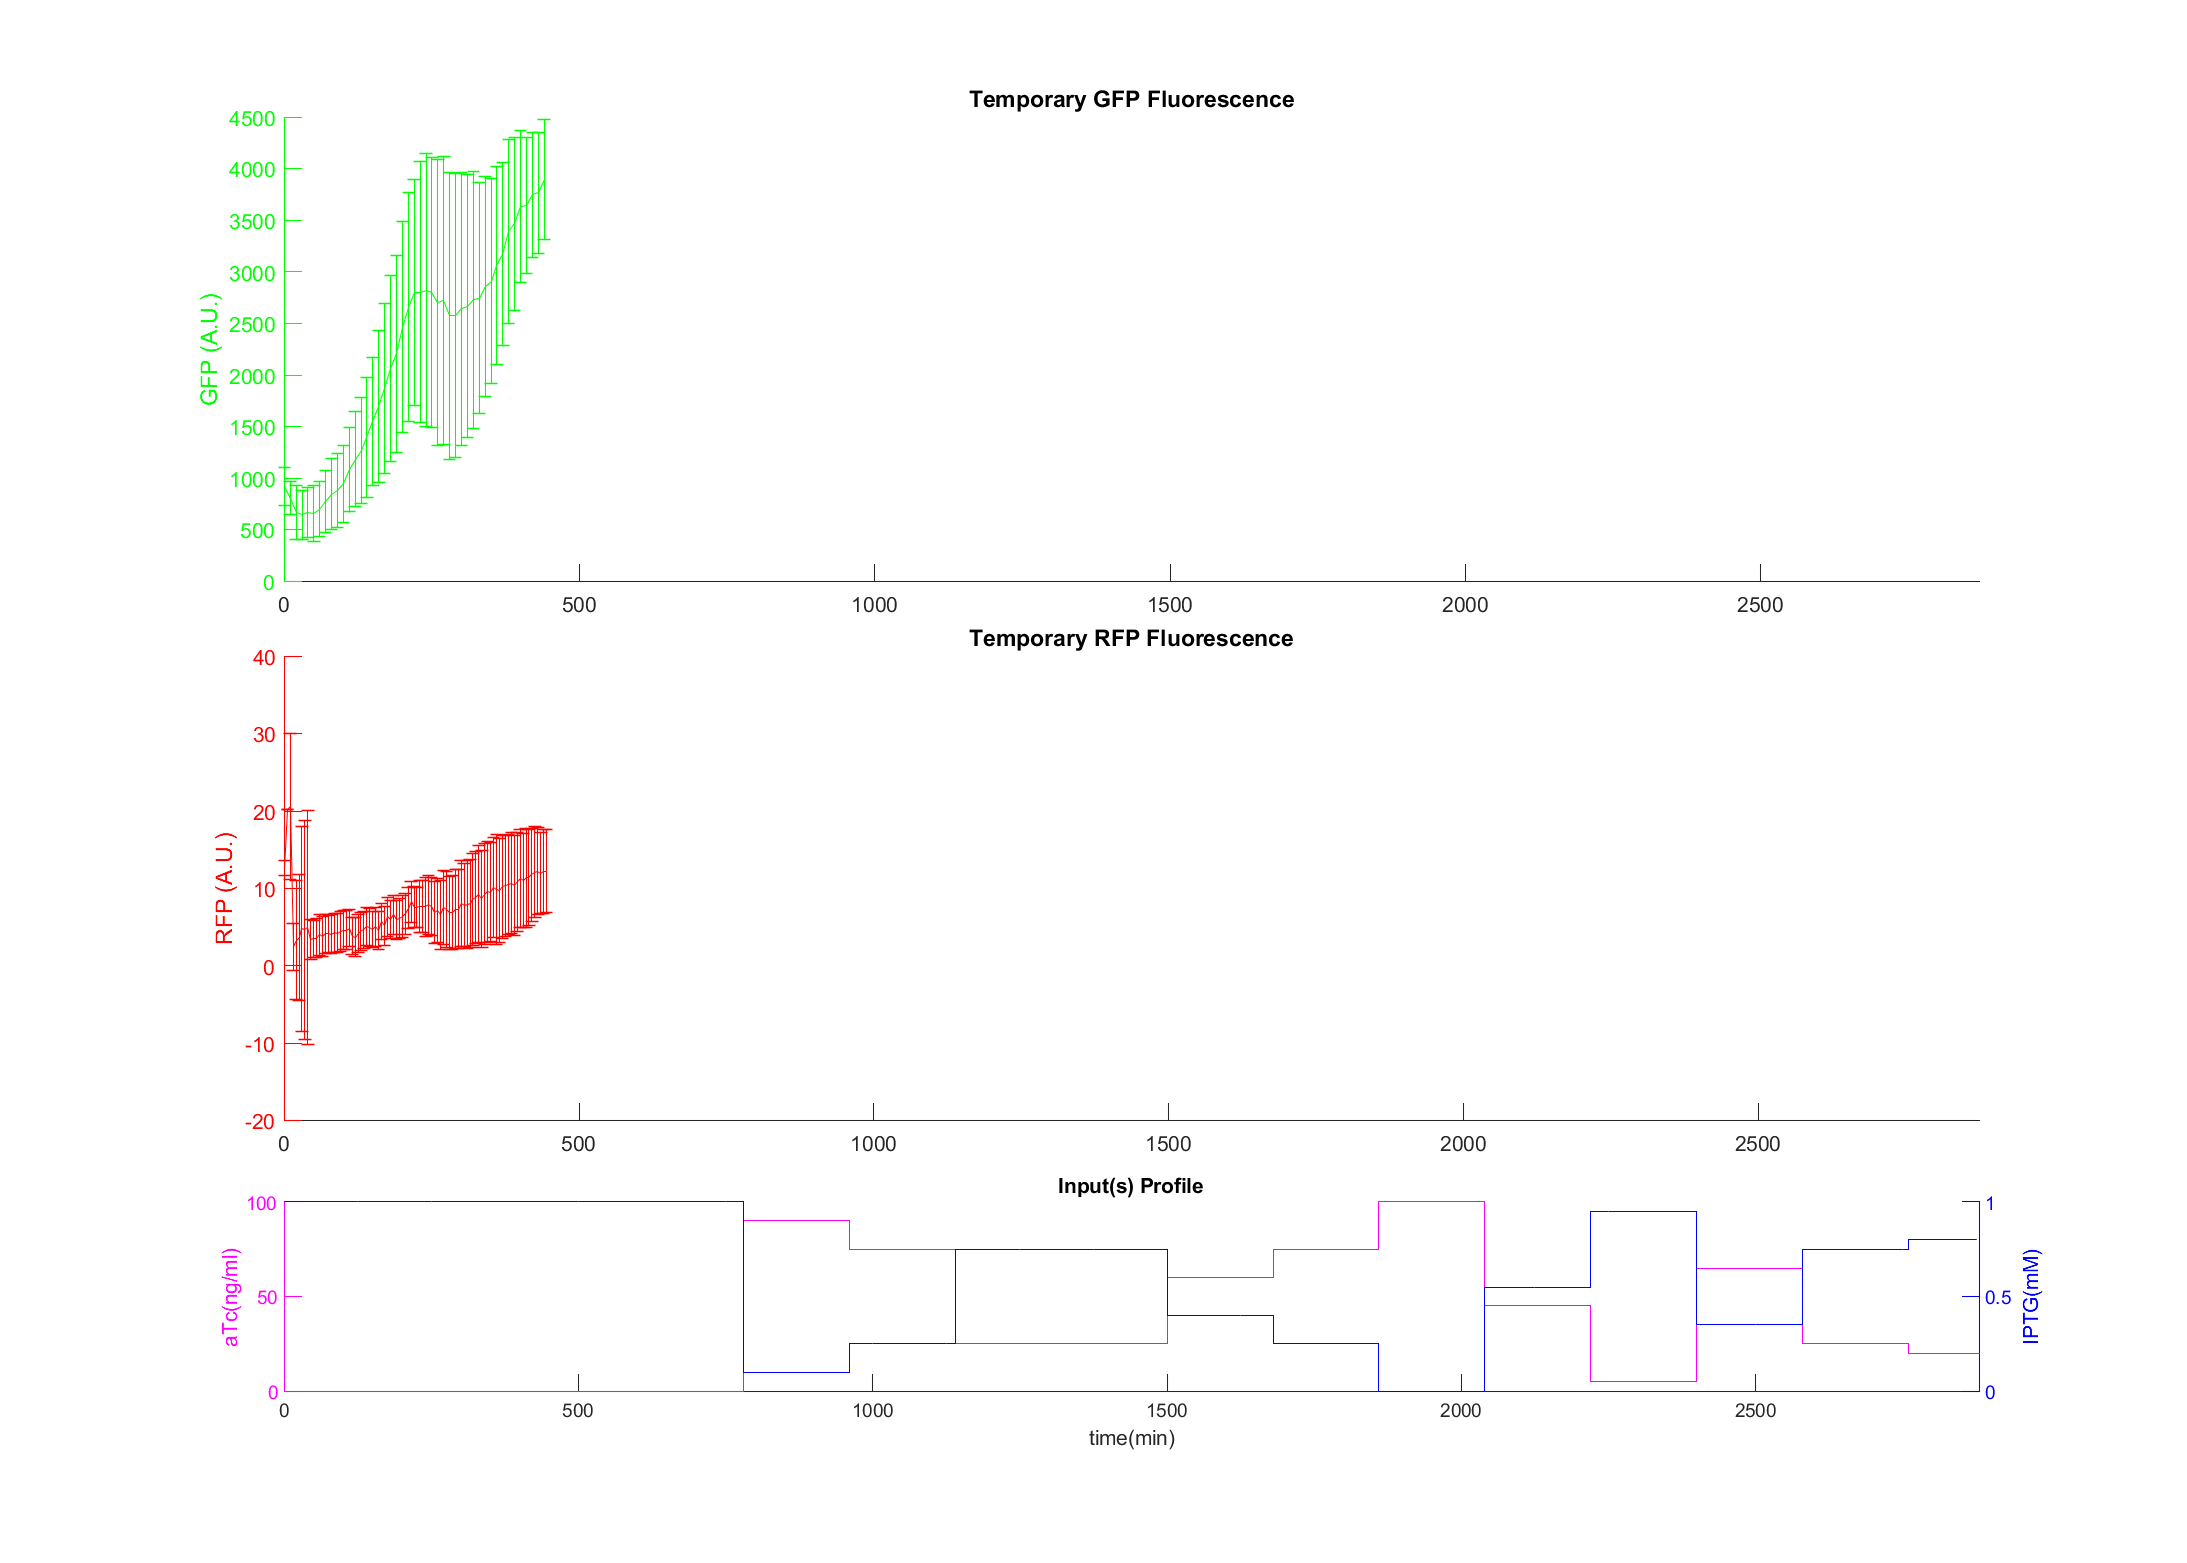 Temporary GFP Fluorescence
4500
4000
3500
3000
2500
2000
1500
1000
500
0
GFP (A.U.)
0 500 1000 1500 2000 2500
Temporary RFP Fluorescence
40
30
20
10
0
-10
-20
RFP (A.U.)
0 500 1000 1500 2000 2500
Input(s) Profile
100
50
0
aTc(ng/ml)
1
0.5
0
IPTG(mM)
0 500 1000 1500 2000 2500
time(min)